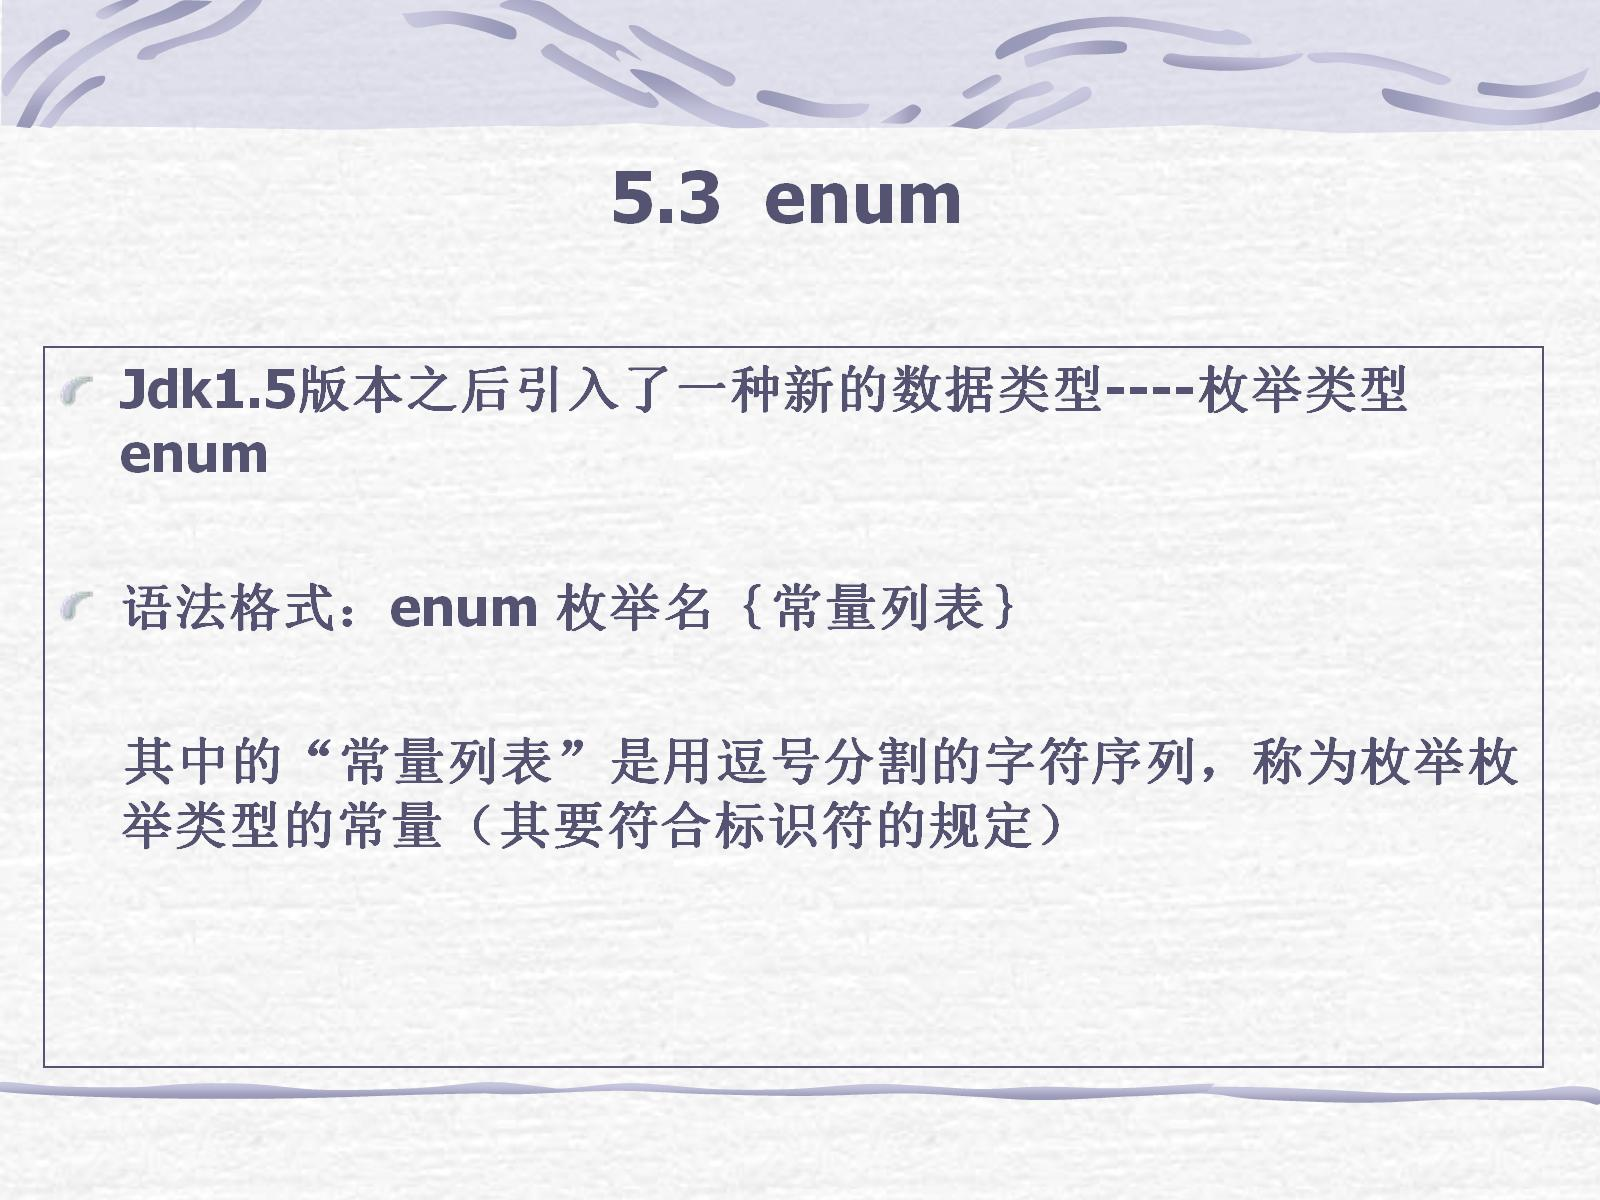 5.3 enum
Jdk1.5版本之后引入了一种新的数据类型----枚举类型
enum
语法格式：enum 枚举名｛常量列表｝
其中的“常量列表”是用逗号分割的字符序列，称为枚举枚
举类型的常量（其要符合标识符的规定）